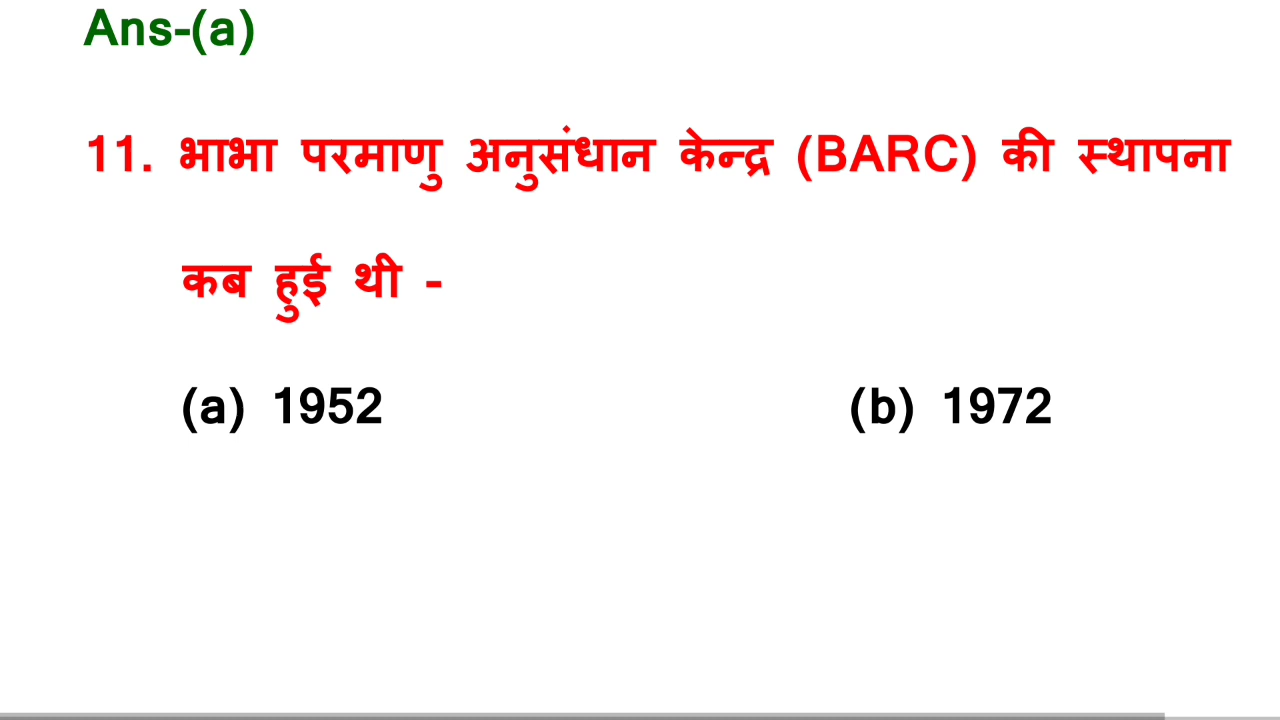 Ans-(a)
11. भाभा परमाणु अनुसंधान केन्द्र (BARC) की स्थापना
कब हुई थी -
(a) 1952 (b) 1972